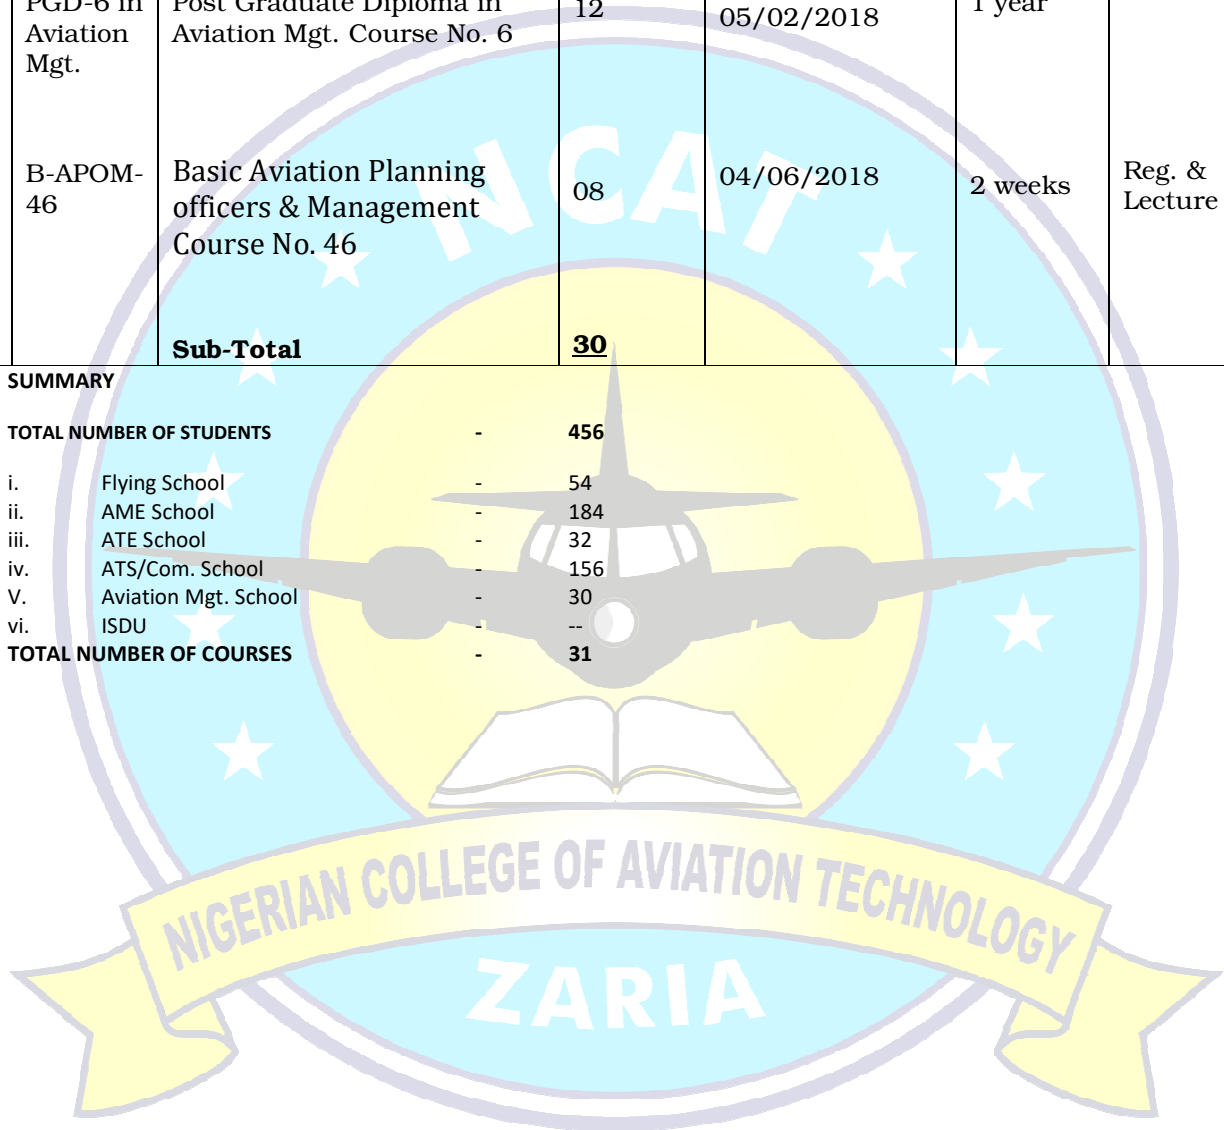 PGD-6 in Post Graduate Diploma in 12 05/02/2018 1 year
Aviation Aviation Mgt. Course No. 6
Mgt.
B-APOM- Basic Aviation Planning 08 04/06/2018 2 weeks Reg. &
46 officers & Management Lecture
Course No. 46
Sub-Total 30
SUMMARY
TOTAL NUMBER OF STUDENTS - 456
i. Flying School - 54
ii. AME School - 184
iii. ATE School - 32
iv. ATS/Com. School - 156
V. Aviation Mgt. School - 30
vi. ISDU - --
TOTAL NUMBER OF COURSES - 31
NCAT
NIGERIAN COLLEGE OF AVIATION TECHNOLOGY
ZARIA